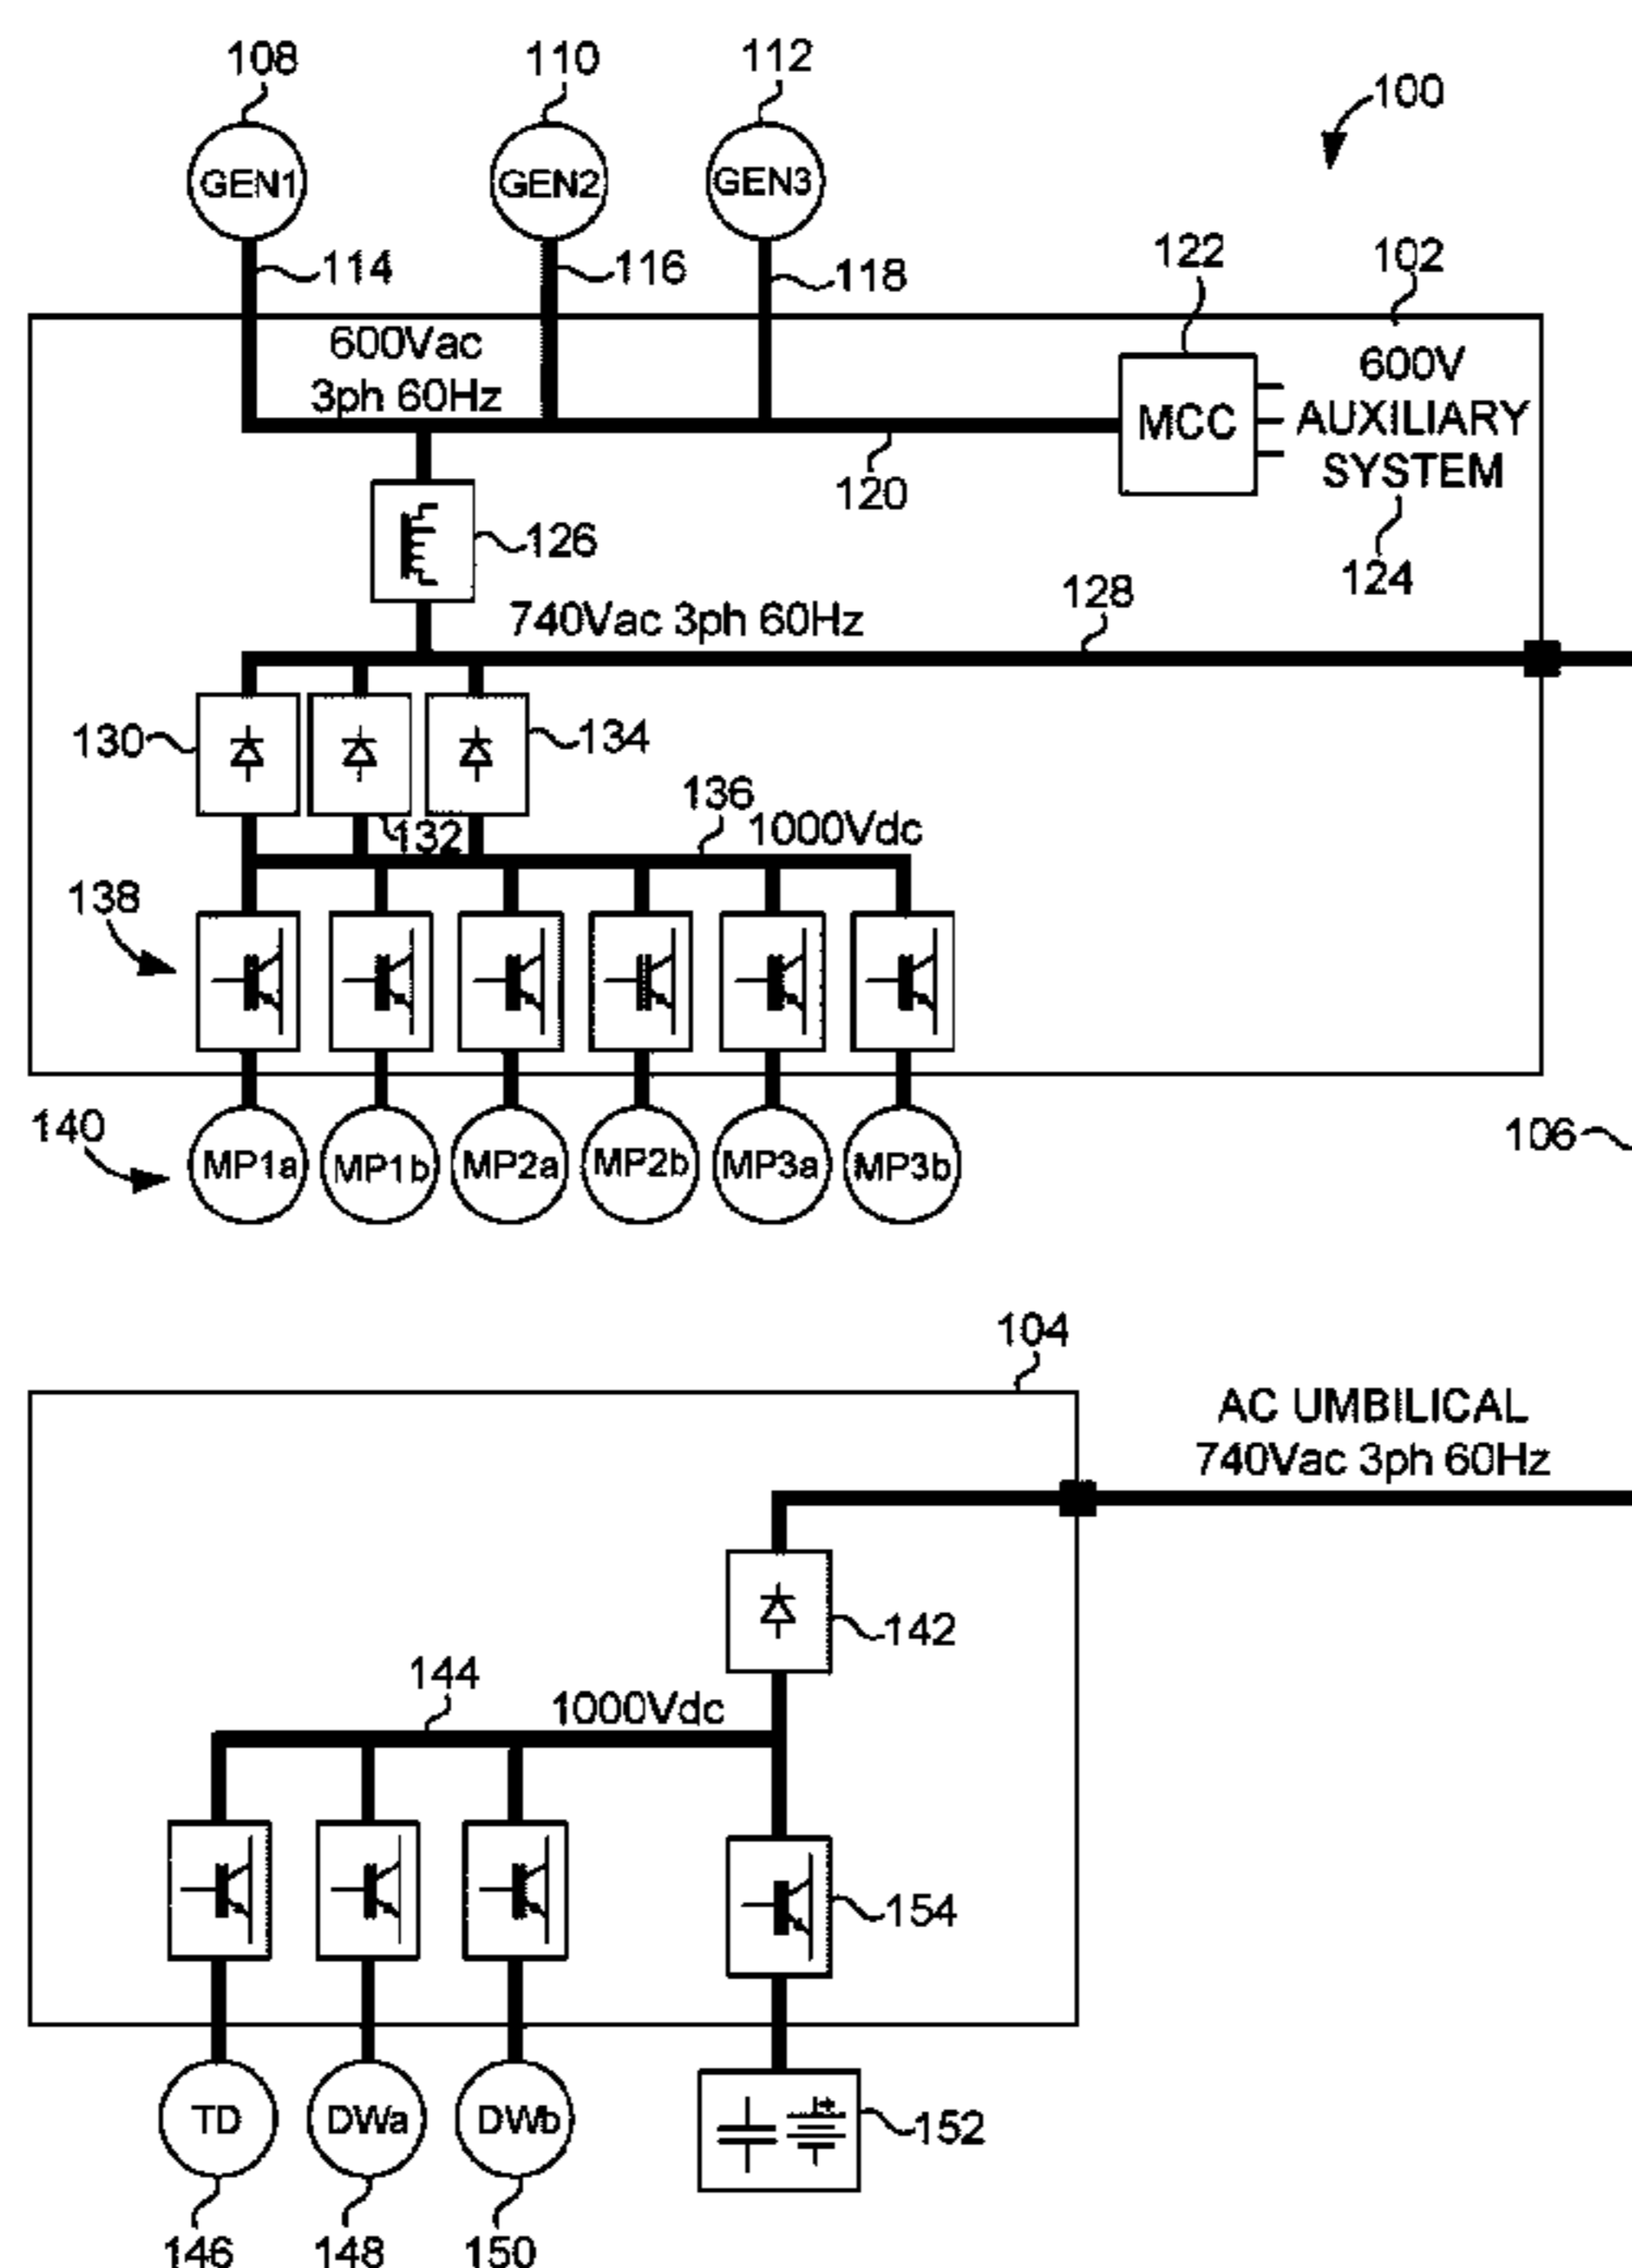 108
110
112
100
GEN1
GEN2
GEN3
114
116
118
122
102
600Vac
3ph 60Hz
MCC
600V
AUXILIARY
SYSTEM
120
124
126
740Vac 3ph 60Hz
128
130
132
134
136
1000Vdc
138
140
MP1a
MP1b
MP2a
MP2b
MP3a
MP3b
106
104
AC UMBILICAL
740Vac 3ph 60Hz
142
144
1000Vdc
154
TD
DWa
DWb
152
146
148
150